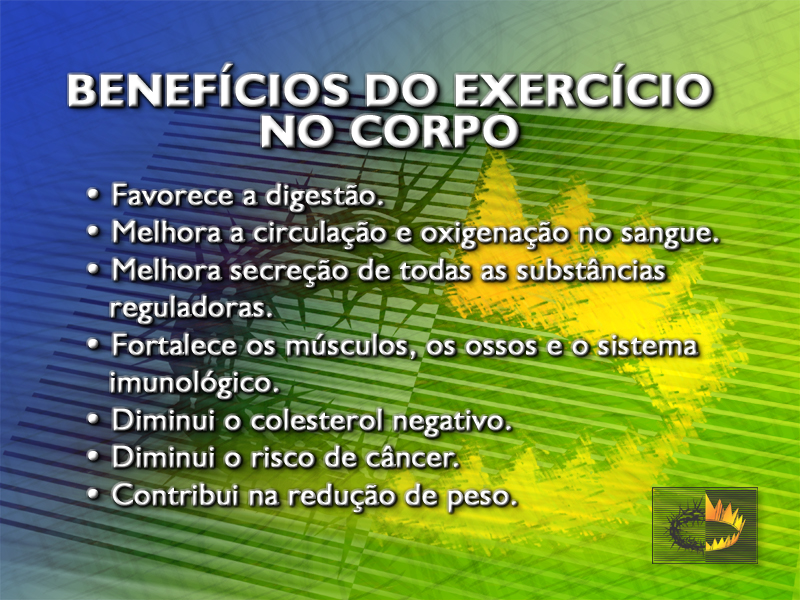 BENEFÍCIOS DO EXERCÍCIO
NO CORPO
• Favorece a digestão.
• Melhora a circulação e oxigenação no sangue.
• Melhora secreção de todas as substâncias
reguladoras.
• Fortalece os músculos, os ossos e o sistema
imunológico.
• Diminui o colesterol negativo.
• Diminui o risco de câncer.
• Contribui na redução de peso.